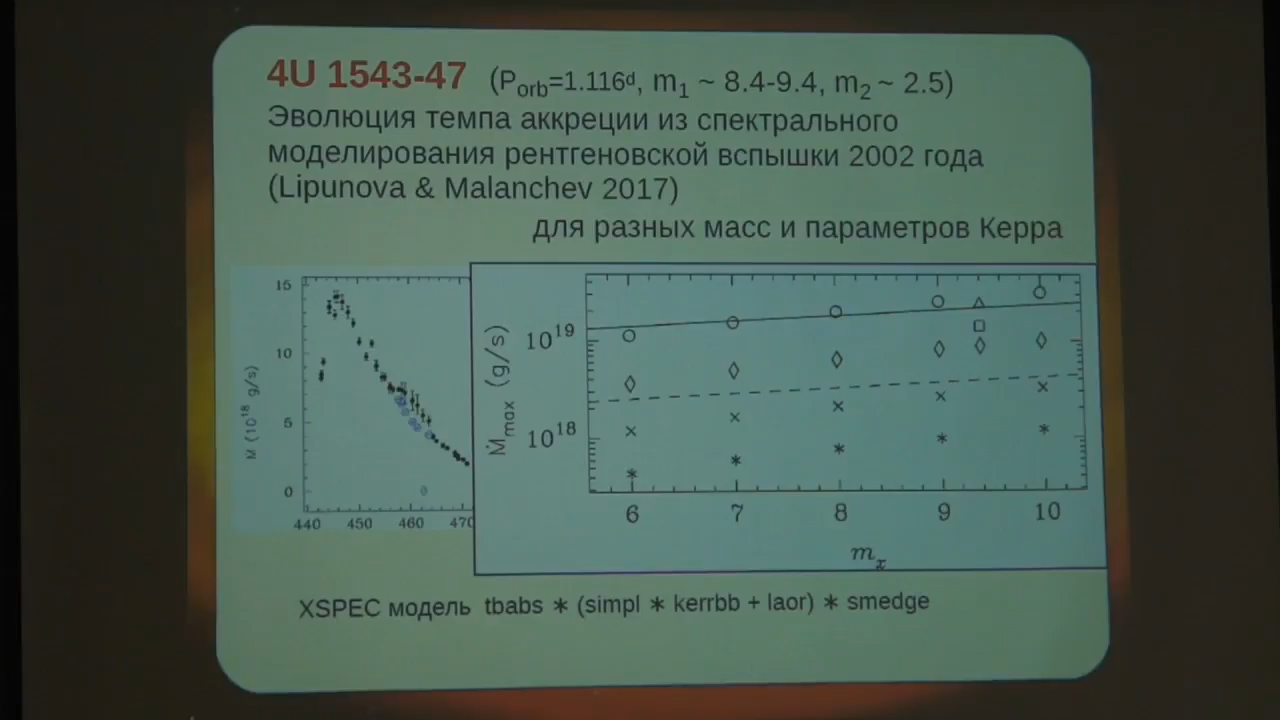 4U 1543-47 (Porb=1.116d, m1 ~ 8.4-9.4, m2 ~ 2.5)
Эволюция темпа аккреции из спектрального
моделирования рентгеновской вспышки 2002 года
(Lipunova & Malanchev 2017)
для разных масс и параметров Керра
15
10
5
0
Ṁ (10^18 g/s)
440 450 460 470
Ṁmax (g/s)
10^19
10^18
6 7 8 9 10
mx
XSPEC модель tbabs * (simpl * kerrbb + laor) * smedge